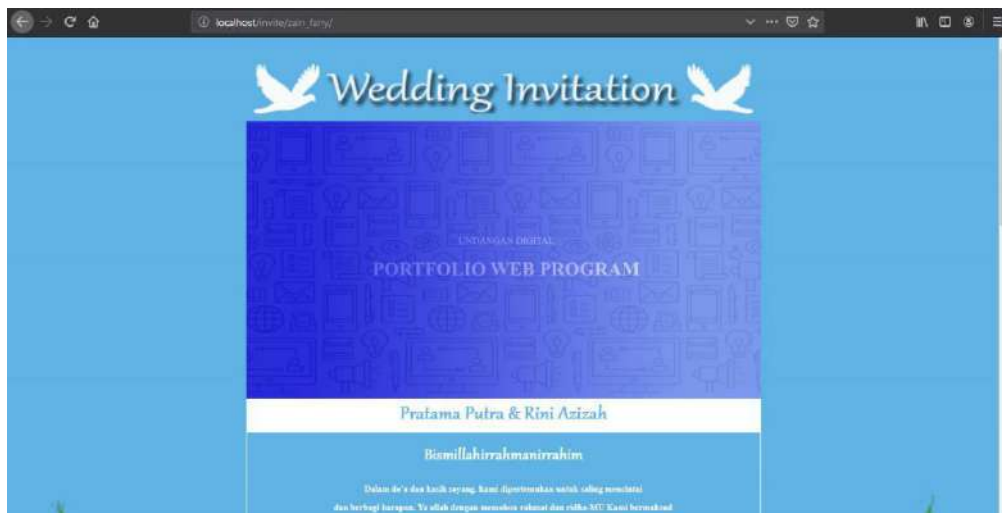 localhost/invite/zain_fany/
Wedding Invitation
UNDANGAN DIGITAL
PORTFOLIO WEB PROGRAM
Pratama Putra & Rini Azizah
Bismillahirrahmanirrahim
Dalam do'a dan kasih sayang, Kami dipertemukan untuk saling mencintai
dan berbagi harapan. Ya allah dengan memohon rahmat dan ridha-MU Kami bermaksud